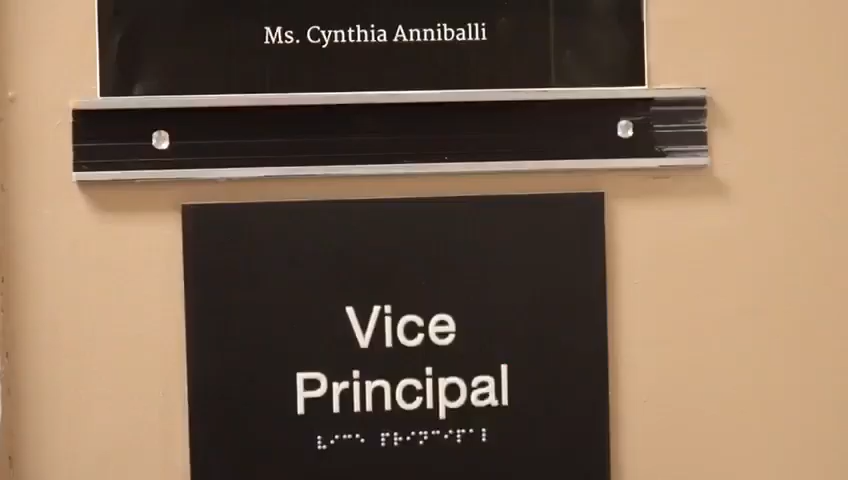 Ms. Cynthia Anniballi
Vice
Principal
⠧⠊⠉⠑ ⠏⠗⠊⠝⠉⠊⠏⠁⠇